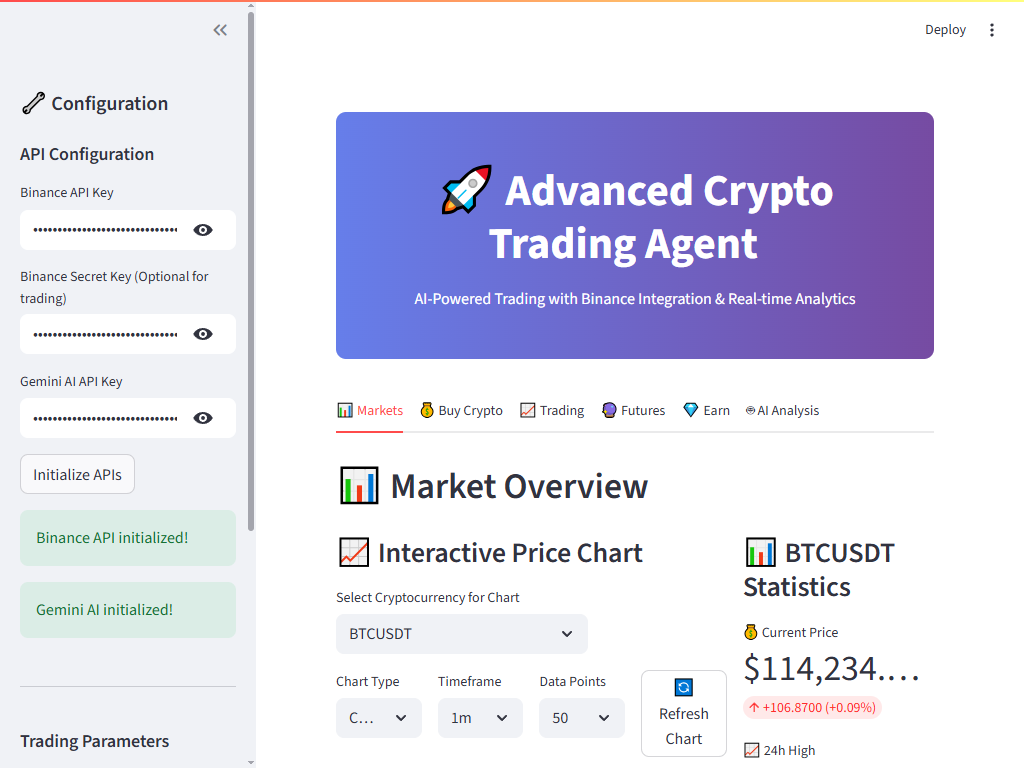 Deploy
Configuration
API Configuration
Binance API Key
••••••••••••••••••••••••••••••
Binance Secret Key (Optional for
trading)
••••••••••••••••••••••••••••••
Gemini AI API Key
••••••••••••••••••••••••••••••
Initialize APIs
Binance API initialized!
Gemini AI initialized!
Trading Parameters
🚀 Advanced Crypto
Trading Agent
AI-Powered Trading with Binance Integration & Real-time Analytics
📊 Markets
💰 Buy Crypto
📈 Trading
🔮 Futures
💎 Earn
AI Analysis
📊 Market Overview
📈 Interactive Price Chart
Select Cryptocurrency for Chart
BTCUSDT
Chart Type
Timeframe
Data Points
C...
1m
50
🔄
Refresh
Chart
📊 BTCUSDT
Statistics
💰 Current Price
$114,234....
↑ +106.8700 (+0.09%)
📈 24h High